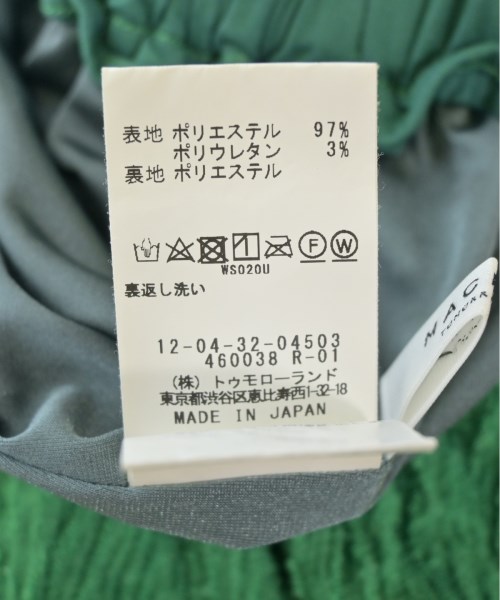 表地 ポリエステル 97%
ポリウレタン 3%
裏地 ポリエステル
F W
WS020U
裏返し洗い
12-04-32-04503
460038 R-01
(株) トゥモローランド
東京都渋谷区恵比寿西1-32-18
MADE IN JAPAN
MAC
TOMORR